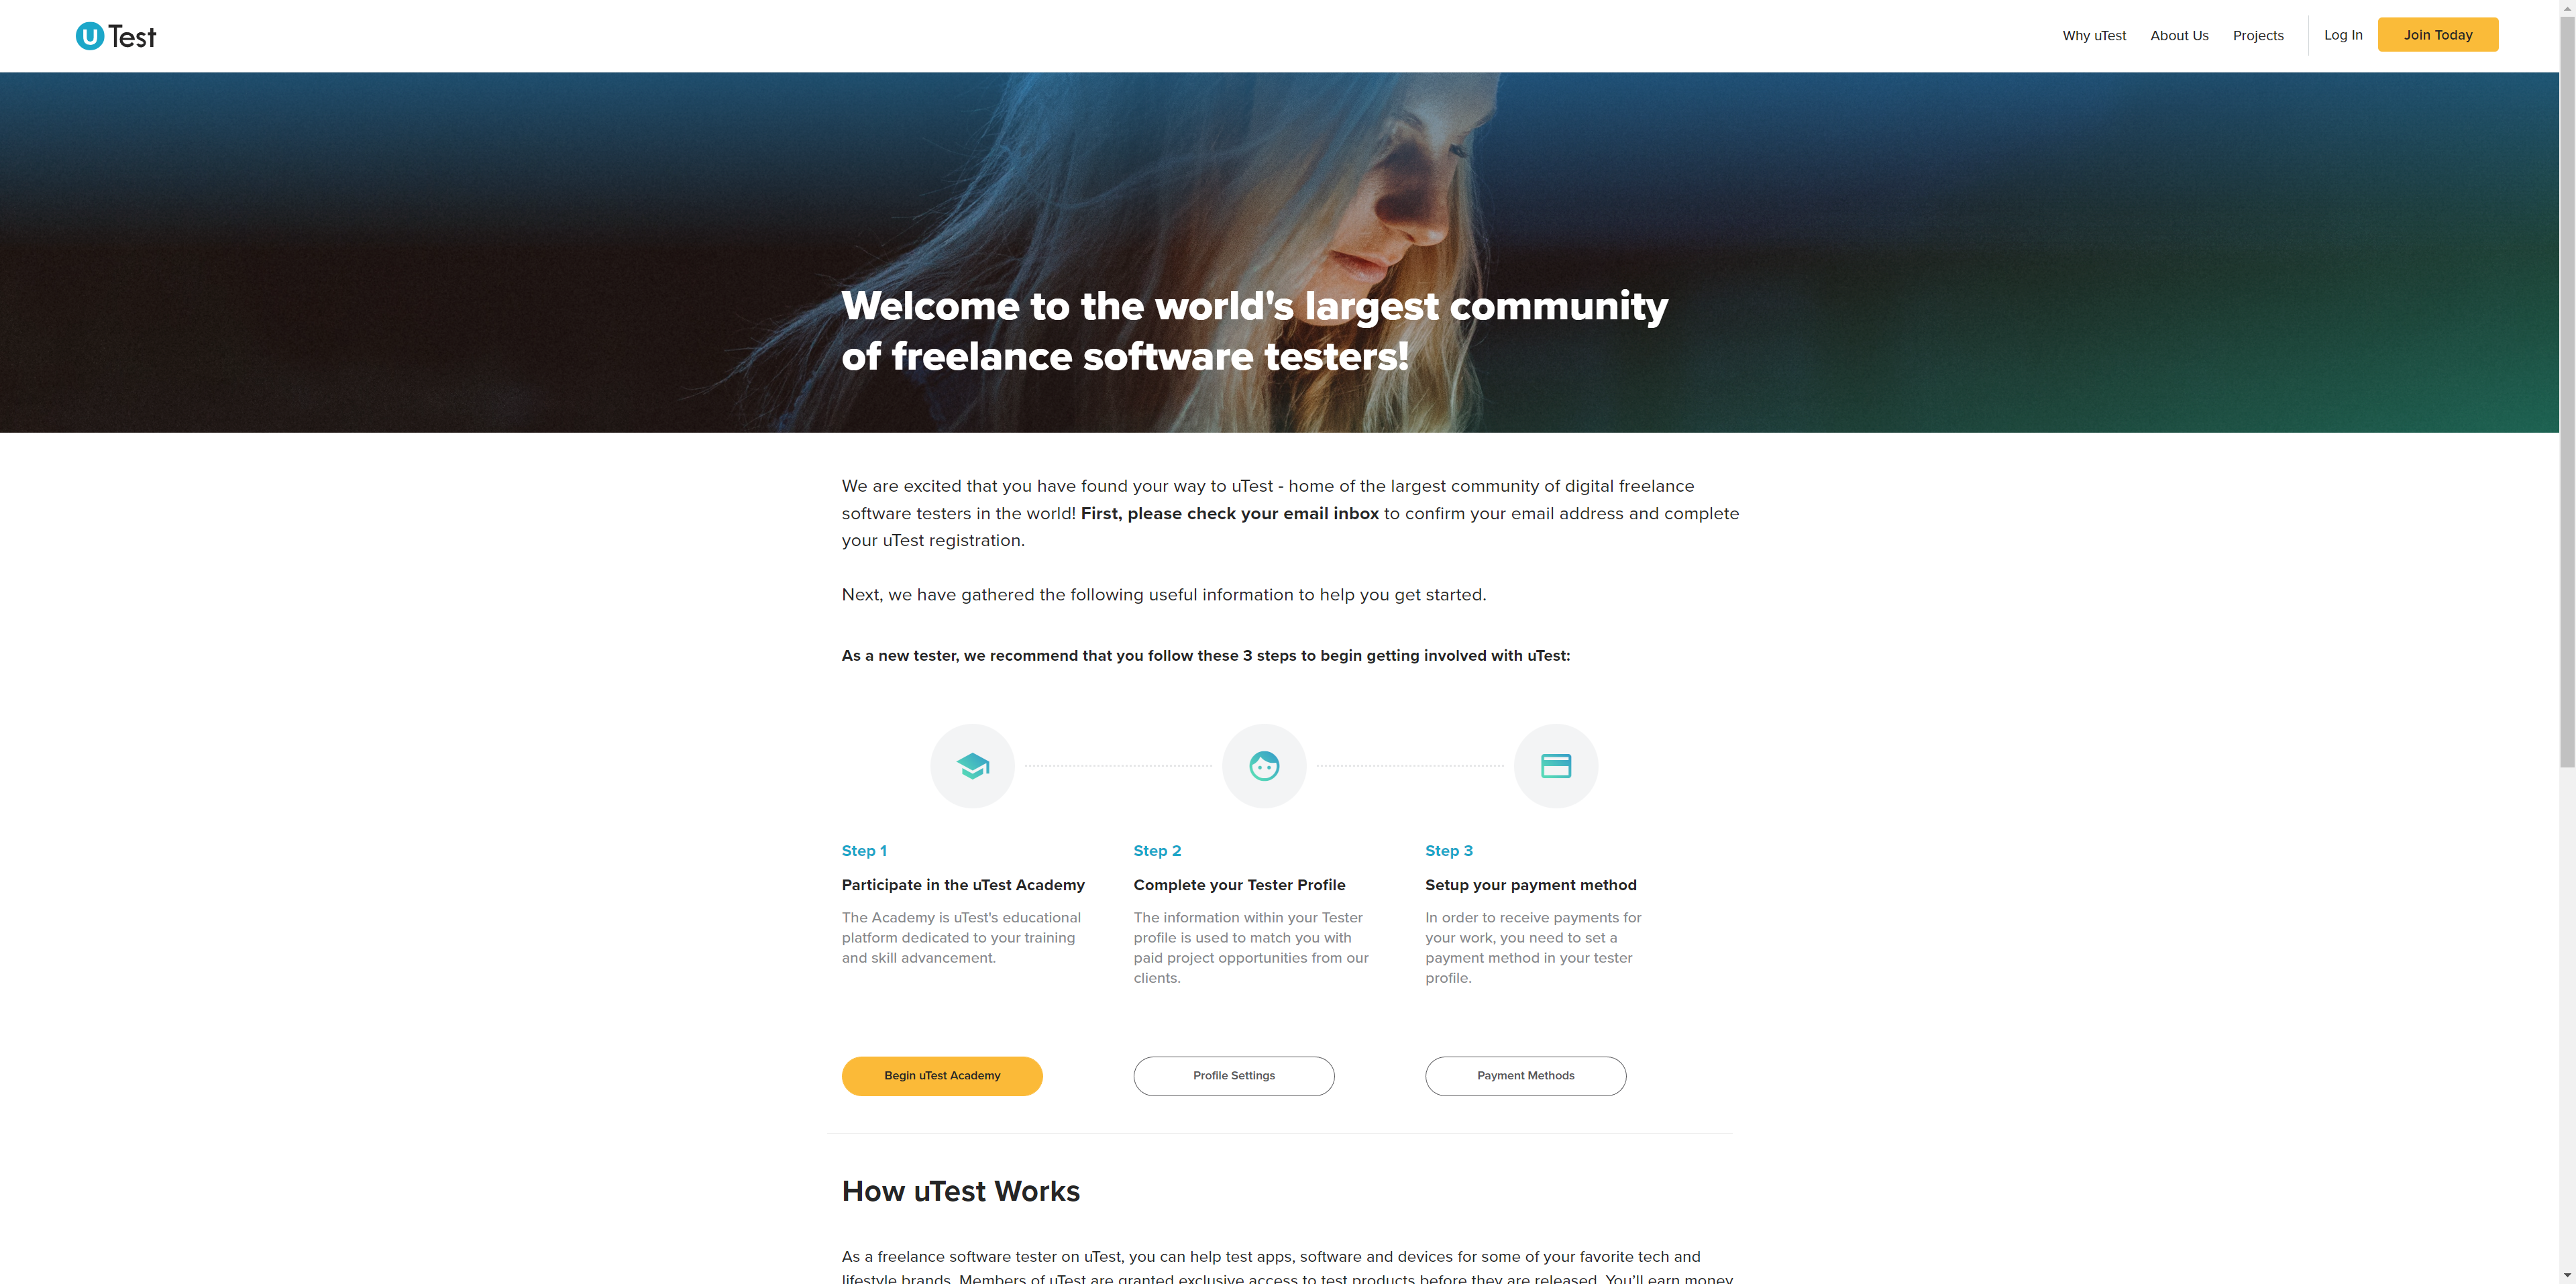 uTest
Why uTest
About Us
Projects
Log In
Join Today
Welcome to the world's largest community
of freelance software testers!
We are excited that you have found your way to uTest - home of the largest community of digital freelance
software testers in the world! First, please check your email inbox to confirm your email address and complete
your uTest registration.
Next, we have gathered the following useful information to help you get started.
As a new tester, we recommend that you follow these 3 steps to begin getting involved with uTest:
Step 1
Participate in the uTest Academy
The Academy is uTest's educational
platform dedicated to your training
and skill advancement.
Begin uTest Academy
Step 2
Complete your Tester Profile
The information within your Tester
profile is used to match you with
paid project opportunities from our
clients.
Profile Settings
Step 3
Setup your payment method
In order to receive payments for
your work, you need to set a
payment method in your tester
profile.
Payment Methods
How uTest Works
As a freelance software tester on uTest, you can help test apps, software and devices for some of your favorite tech and
lifestyle brands. Members of uTest are granted exclusive access to test products before they are released. You'll earn money